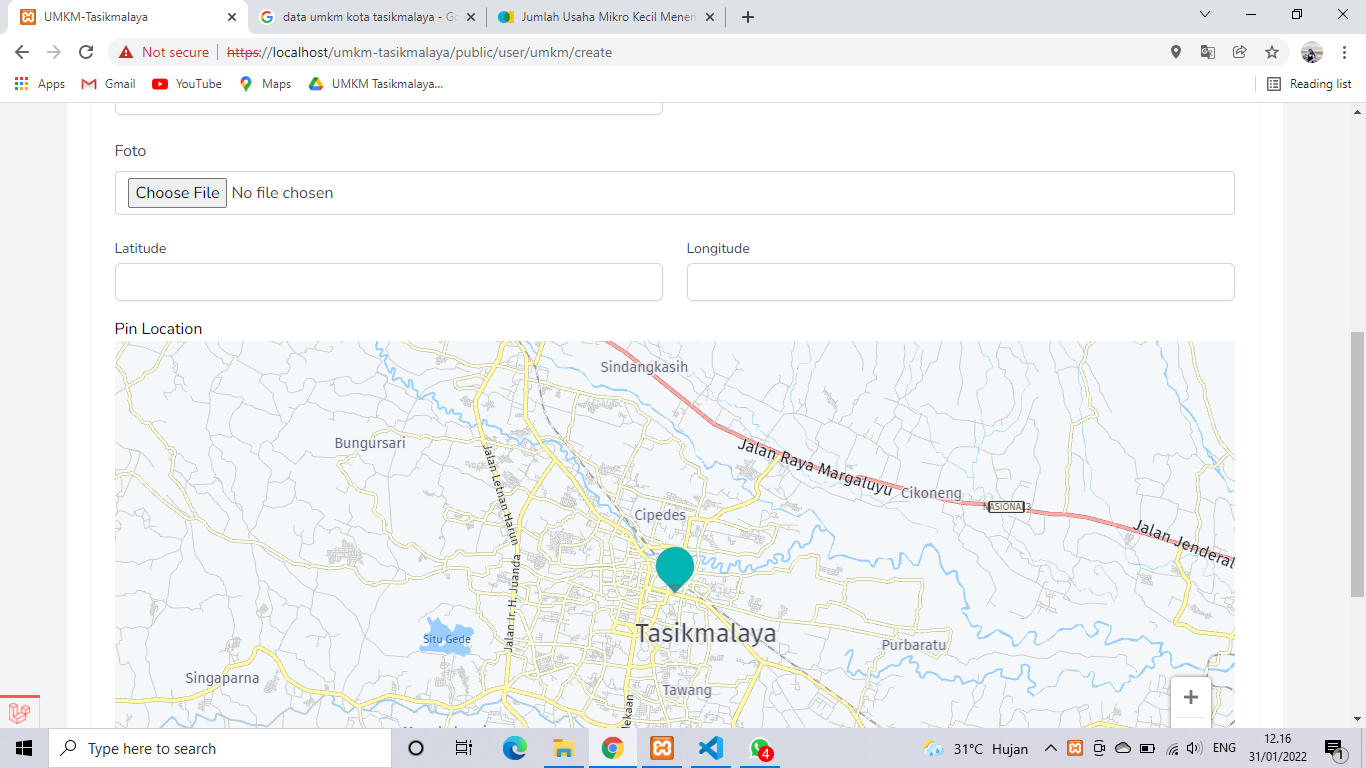 UMKM-Tasikmalaya
data umkm kota tasikmalaya - Go
Jumlah Usaha Mikro Kecil Menen
Not secure
https://localhost/umkm-tasikmalaya/public/user/umkm/create
Apps
Gmail
YouTube
Maps
UMKM Tasikmalaya...
Reading list
Foto
Choose File No file chosen
Latitude
Longitude
Pin Location
Sindangkasih
Bungursari
Jalan Raya Margaluyu
Cikoneng
NASIONAL3
Jalan Letnan Harun
Cipedes
Jalan Jenderal
Jalan Ir. H. Juanda
Situ Gede
Tasikmalaya
Purbaratu
Singaparna
Tawang
ekaan
+
Type here to search
4
31°C Hujan
ENG
12.16
31/01/2022
1